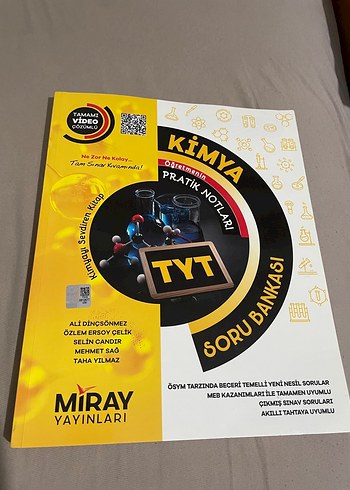 TAMAMI
VİDEO
ÇÖZÜMLÜ
Ne Zor Ne Kolay...
Tam Sınav Kıvamında!
Kimyayı Sevdiren Kitap
KİMYA
Öğretmenin
PRATİK NOTLARI
TYT
SORU BANKASI
ALİ DİNÇSÖNMEZ
ÖZLEM ERSOY ÇELİK
SELİN CANDIR
MEHMET SAĞ
TAHA YILMAZ
MİRAY
YAYINLARI
ÖSYM TARZINDA BECERİ TEMELLİ YENİ NESİL SORULAR
MEB KAZANIMLARI İLE TAMAMEN UYUMLU
ÇIKMIŞ SINAV SORULARI
AKILLI TAHTAYA UYUMLU